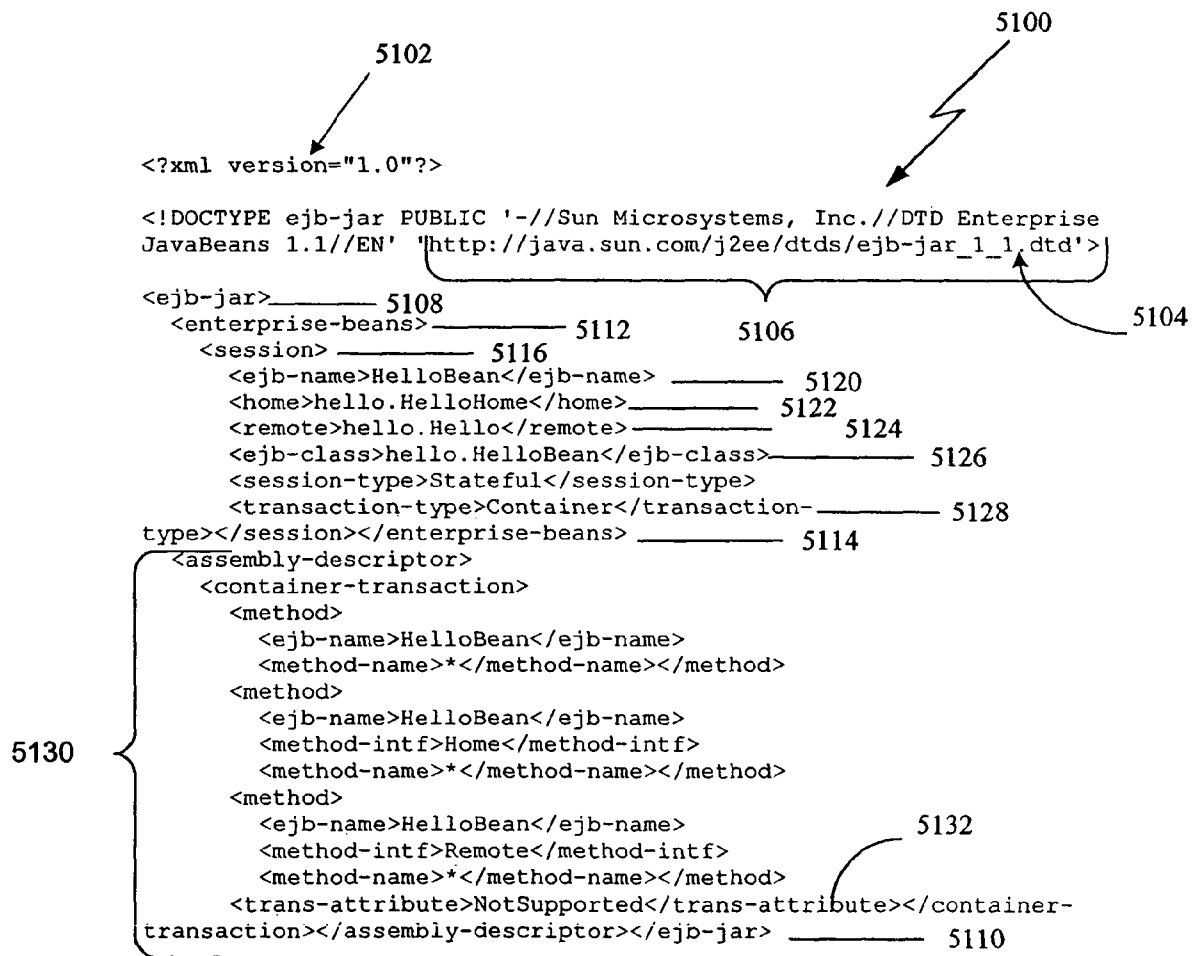 5100
5102
<?xml version="1.0"?>
<!DOCTYPE ejb-jar PUBLIC '-//Sun Microsystems, Inc.//DTD Enterprise
JavaBeans 1.1//EN' 'http://java.sun.com/j2ee/dtds/ejb-jar_1_1.dtd'>
<ejb-jar> 5108
5104
<enterprise-beans> 5112 5106
<session> 5116
<ejb-name>HelloBean</ejb-name> 5120
<home>hello.HelloHome</home> 5122
<remote>hello.Hello</remote> 5124
<ejb-class>hello.HelloBean</ejb-class> 5126
<session-type>Stateful</session-type>
<transaction-type>Container</transaction- 5128
type></session></enterprise-beans> 5114
<assembly-descriptor>
<container-transaction>
<method>
<ejb-name>HelloBean</ejb-name>
<method-name>*</method-name></method>
<method>
<ejb-name>HelloBean</ejb-name>
5130 <method-intf>Home</method-intf>
<method-name>*</method-name></method>
<method>
<ejb-name>HelloBean</ejb-name> 5132
<method-intf>Remote</method-intf>
<method-name>*</method-name></method>
<trans-attribute>NotSupported</trans-attribute></container-
transaction></assembly-descriptor></ejb-jar> 5110